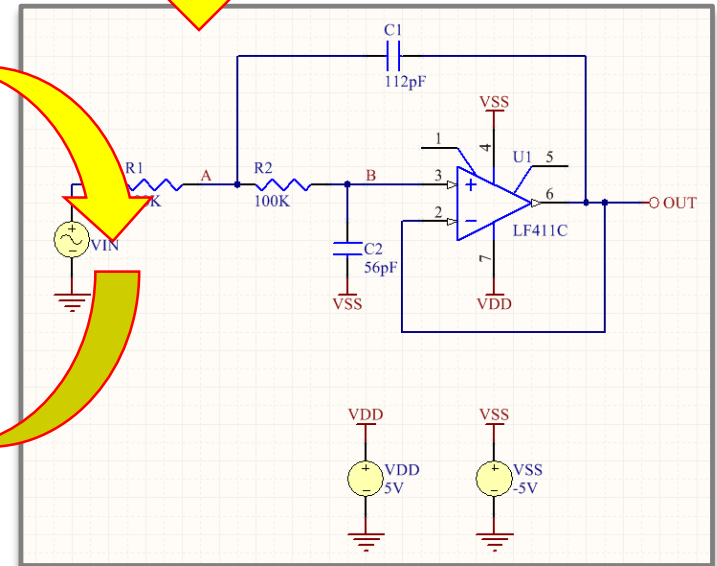 C1
112pF
VSS
1
4
U1
5
R1
A
R2
B
3
6
OUT
100K
2
LF411C
VIN
C2
56pF
7
VSS
VDD
VDD
VSS
VDD
5V
VSS
-5V